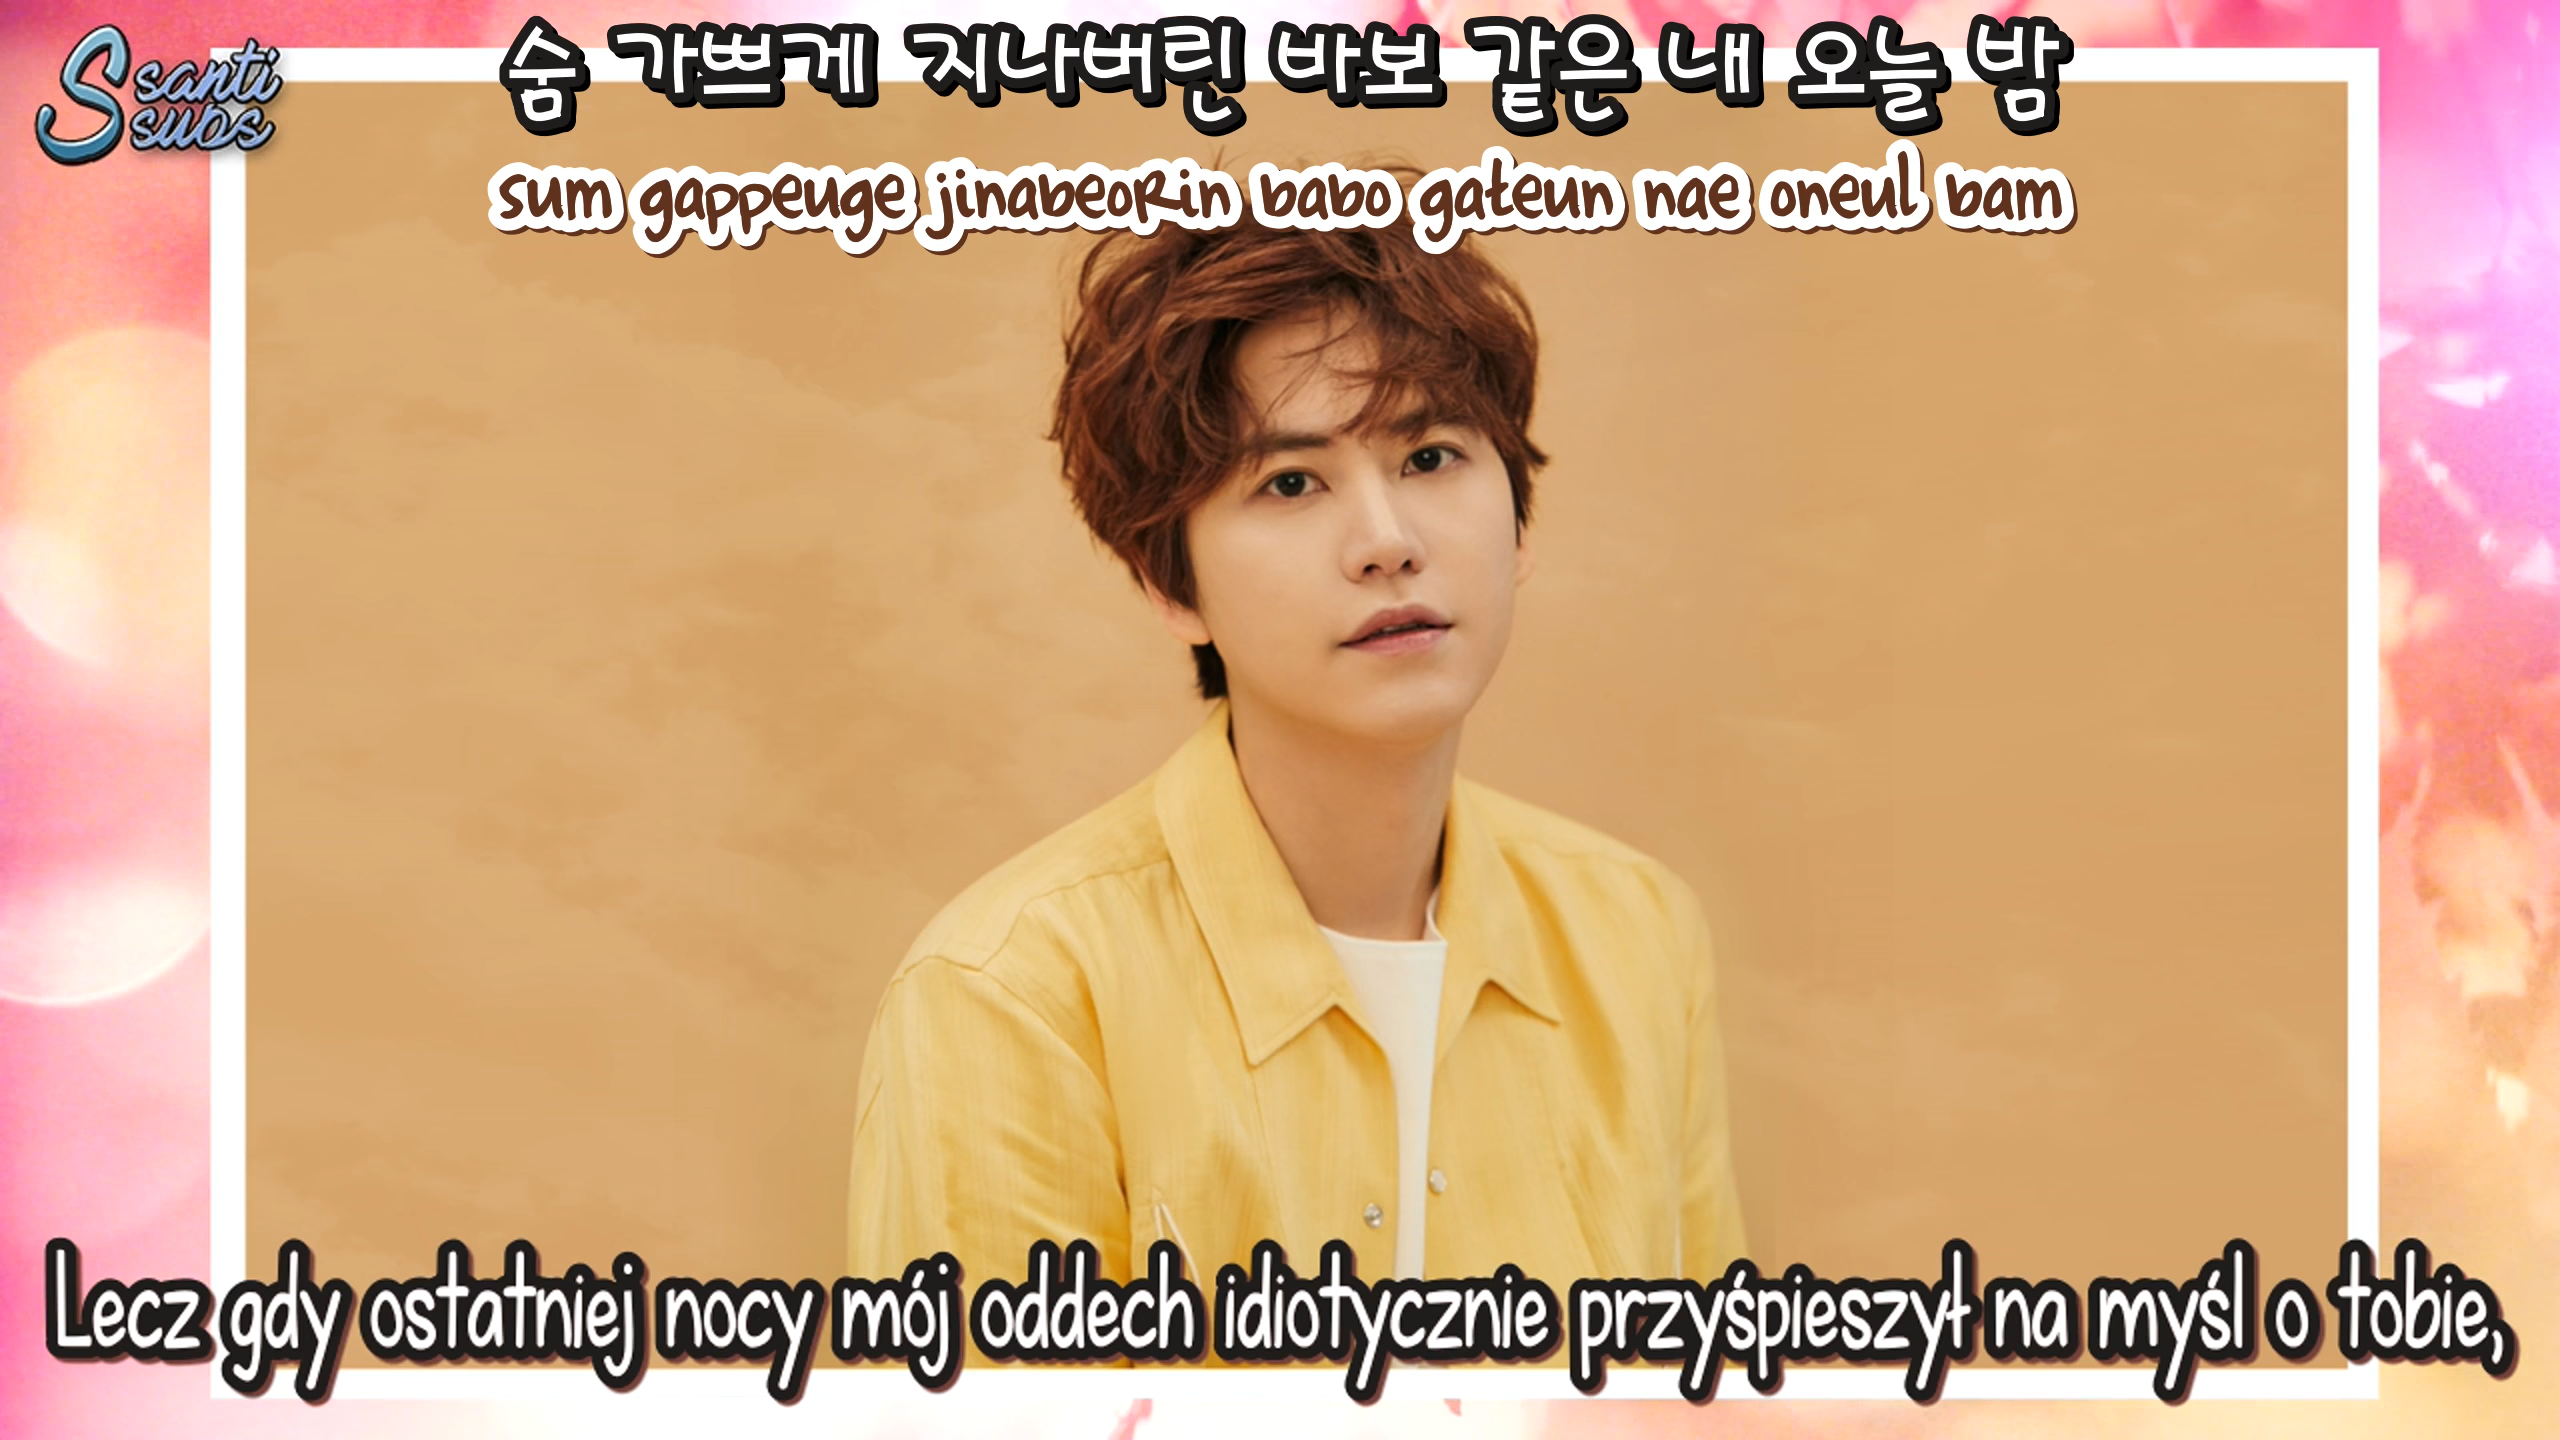 Ssanti
subs
숨 가쁘게 지나버린 바보 같은 내 오늘 밤
sum gappeuge jinabeorin babo gateun nae oneul bam
Lecz gdy ostatniej nocy mój oddech idiotycznie przyśpieszył na myśl o tobie,